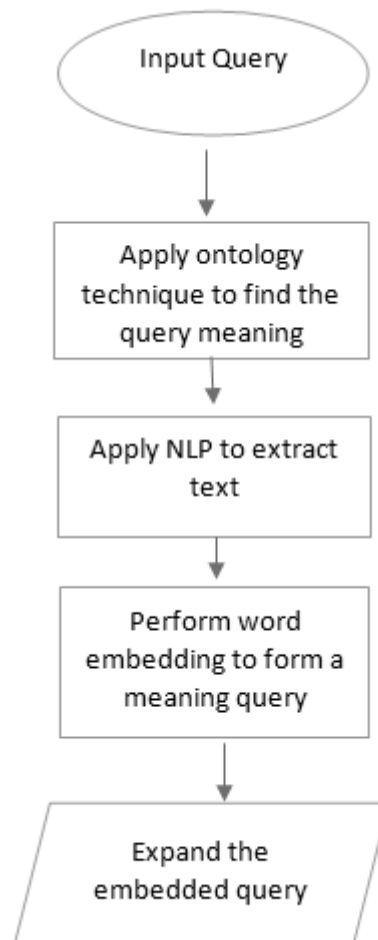 Input Query
Apply ontology
technique to find the
query meaning
Apply NLP to extract
text
Perform word
embedding to form a
meaning query
Expand the
embedded query